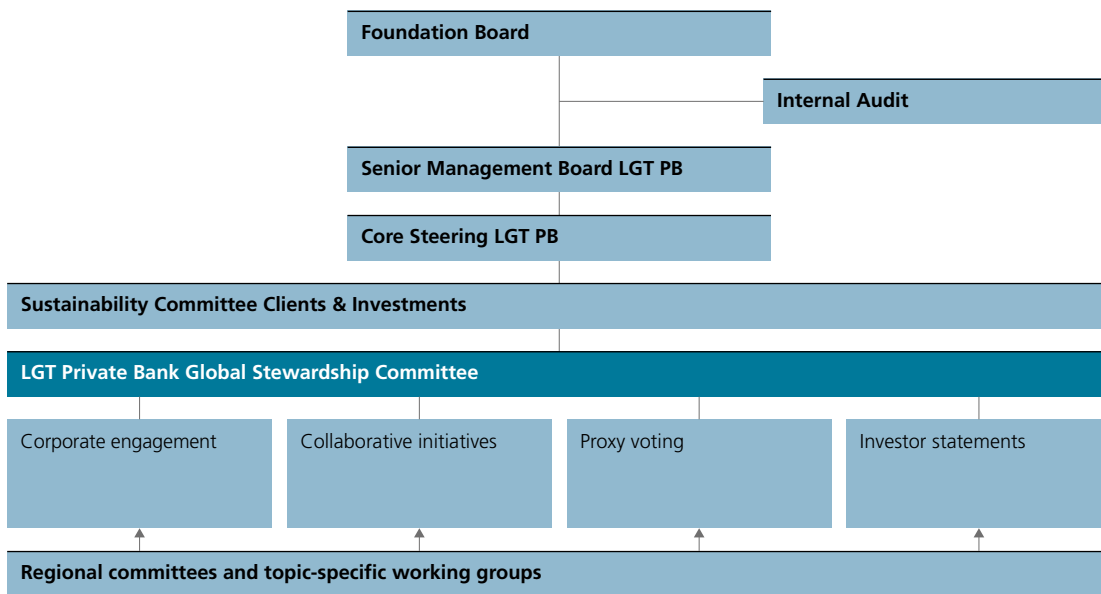 Foundation Board
Internal Audit
Senior Management Board LGT PB
Core Steering LGT PB
Sustainability Committee Clients & Investments
LGT Private Bank Global Stewardship Committee
Corporate engagement
Collaborative initiatives
Proxy voting
Investor statements
Regional committees and topic-specific working groups